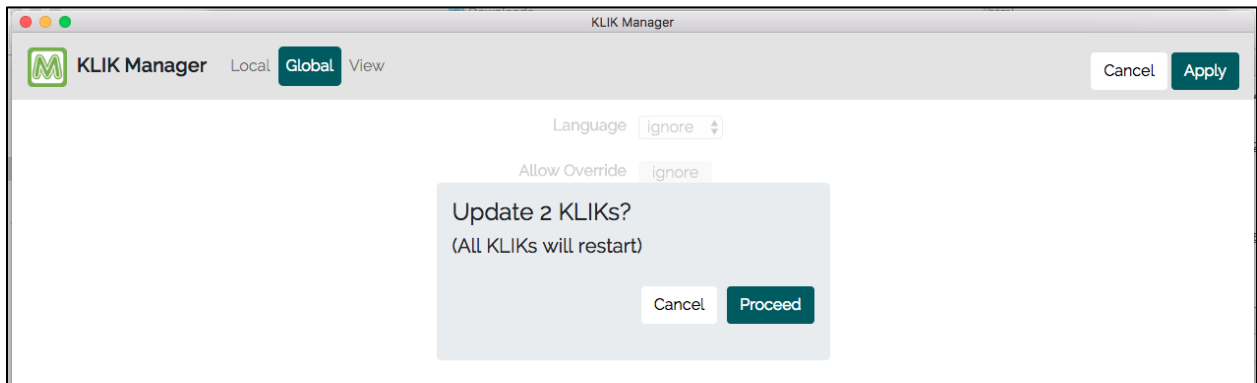 KLIK Manager
M KLIK Manager Local Global View Cancel Apply
Language ignore
Allow Override ignore
Update 2 KLIKs?
(All KLIKs will restart)
Cancel Proceed